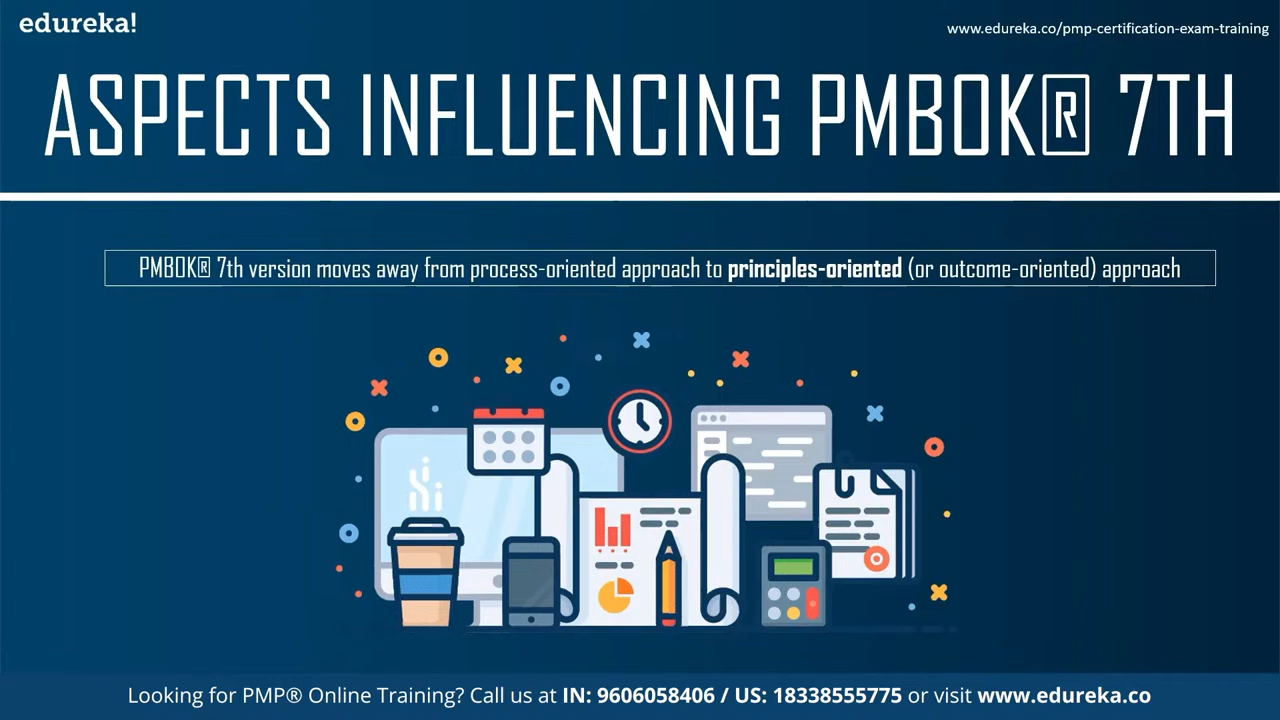 edureka!
www.edureka.co/pmp-certification-exam-training
ASPECTS INFLUENCING PMBOK® 7TH
PMBOK® 7th version moves away from process-oriented approach to principles-oriented (or outcome-oriented) approach
Looking for PMP® Online Training? Call us at IN: 9606058406 / US: 18338555775 or visit www.edureka.co